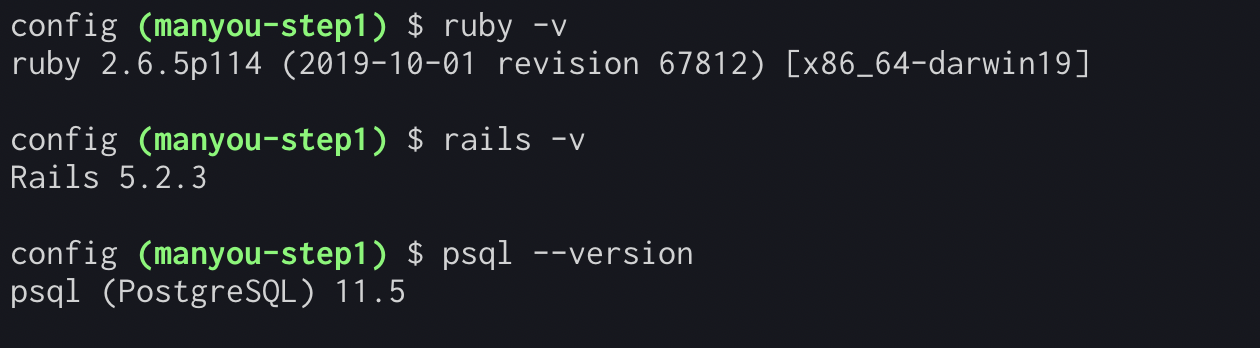 config (manyou-step1) $ ruby -v
ruby 2.6.5p114 (2019-10-01 revision 67812) [x86_64-darwin19]
config (manyou-step1) $ rails -v
Rails 5.2.3
config (manyou-step1) $ psql --version
psql (PostgreSQL) 11.5